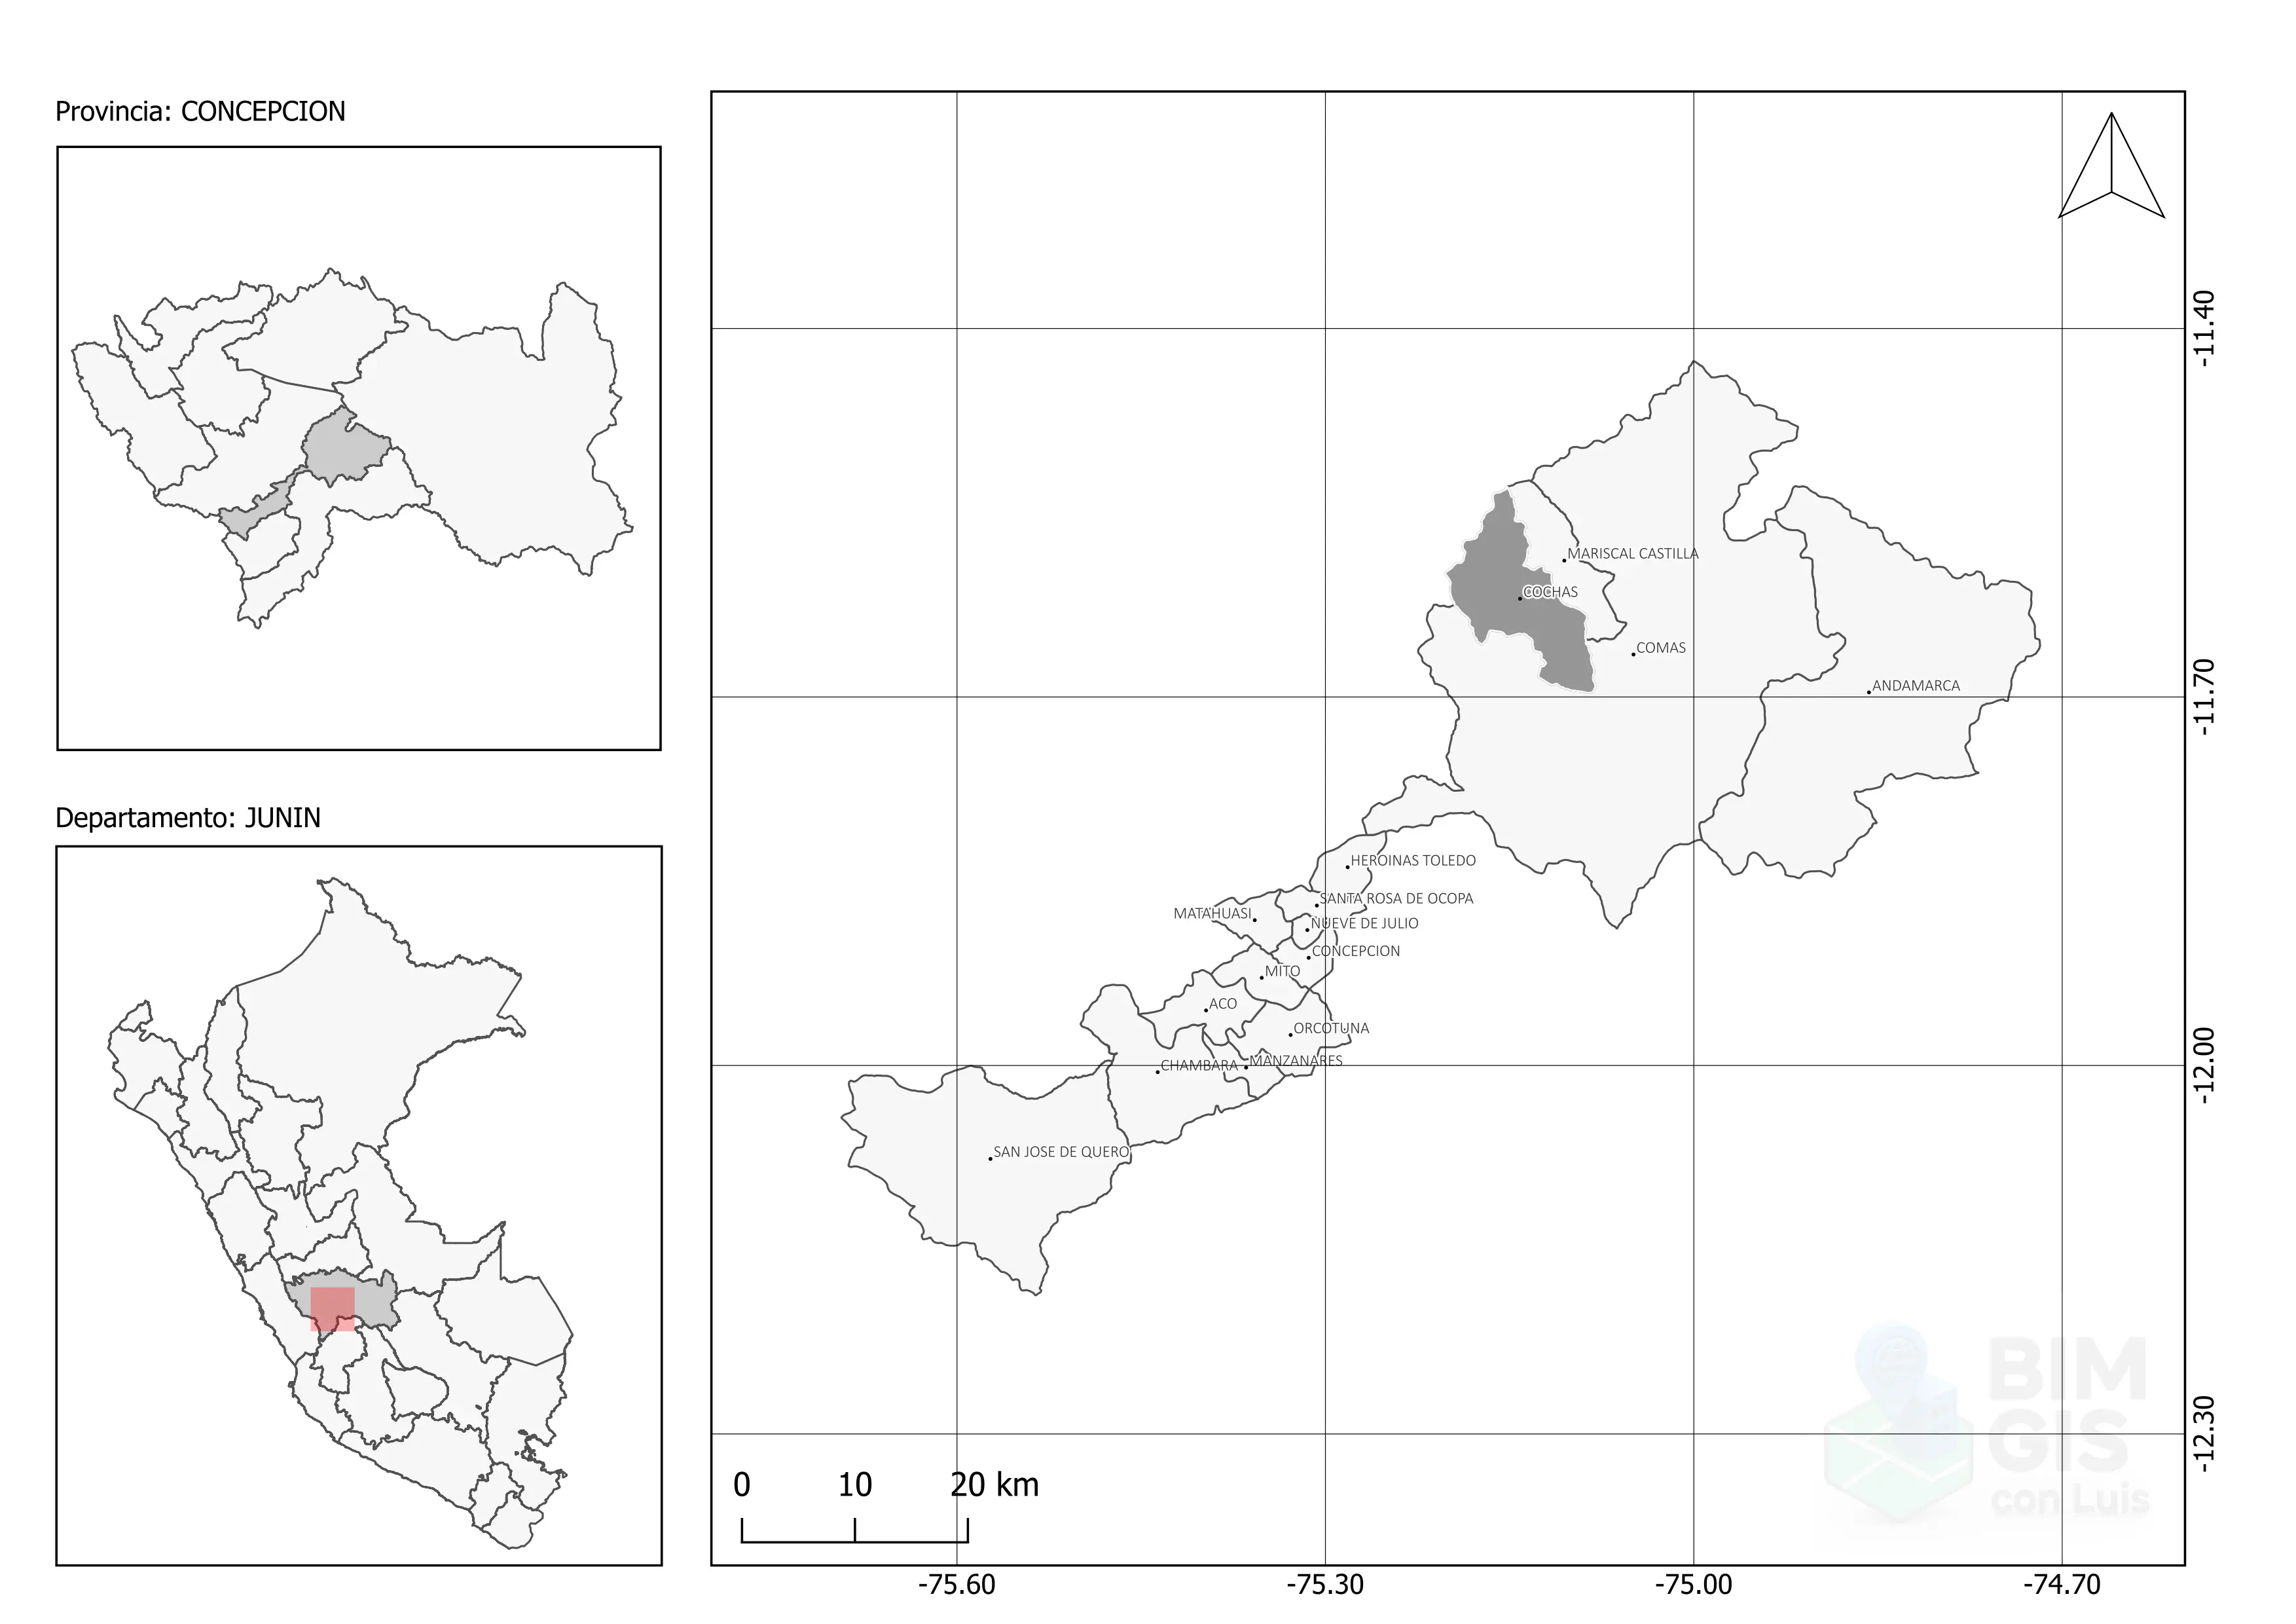 Provincia: CONCEPCION
Departamento: JUNIN
MARISCAL CASTILLA
COCHAS
COMAS
ANDAMARCA
HEROINAS TOLEDO
SANTA ROSA DE OCOPA
MATAHUASI
NUEVE DE JULIO
CONCEPCION
MITO
ACO
ORCOTUNA
CHAMBARA
MANZANARES
SAN JOSE DE QUERO
-11.40
-11.70
-12.00
-12.30
0 10 20 km
-75.60 -75.30 -75.00 -74.70
BIM
GIS
con Luis